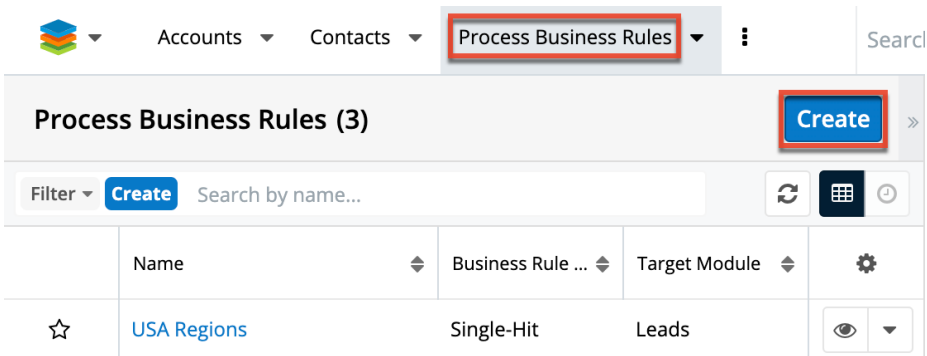 Accounts Contacts Process Business Rules Search
Process Business Rules (3) Create
Filter Create Search by name...
Name Business Rule ... Target Module
USA Regions Single-Hit Leads